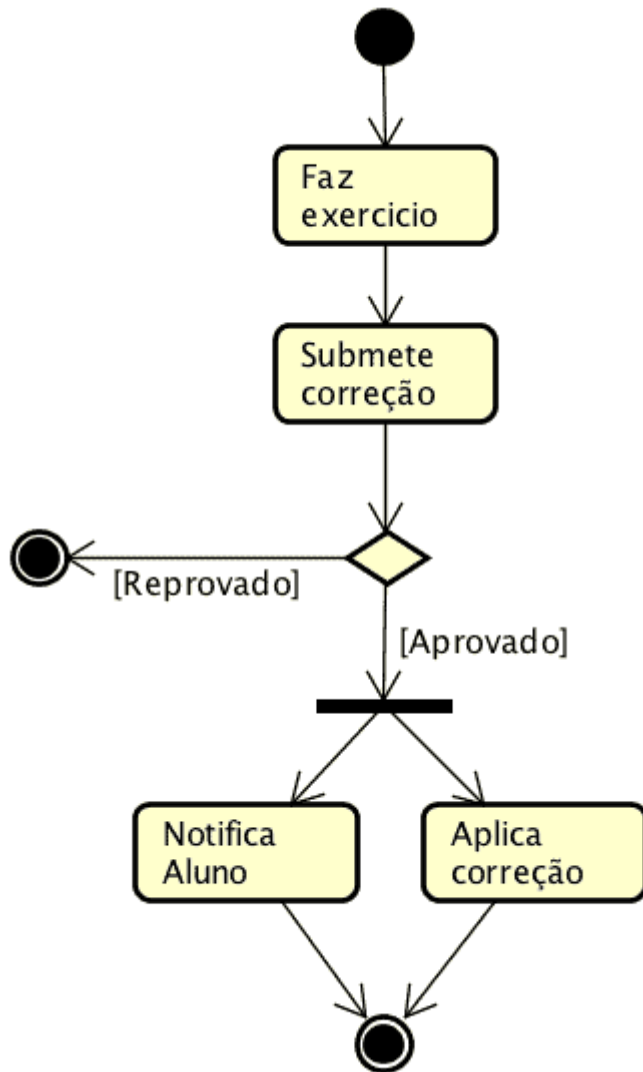 Faz
exercicio
Submete
correção
[Reprovado]
[Aprovado]
Notifica
Aluno
Aplica
correção